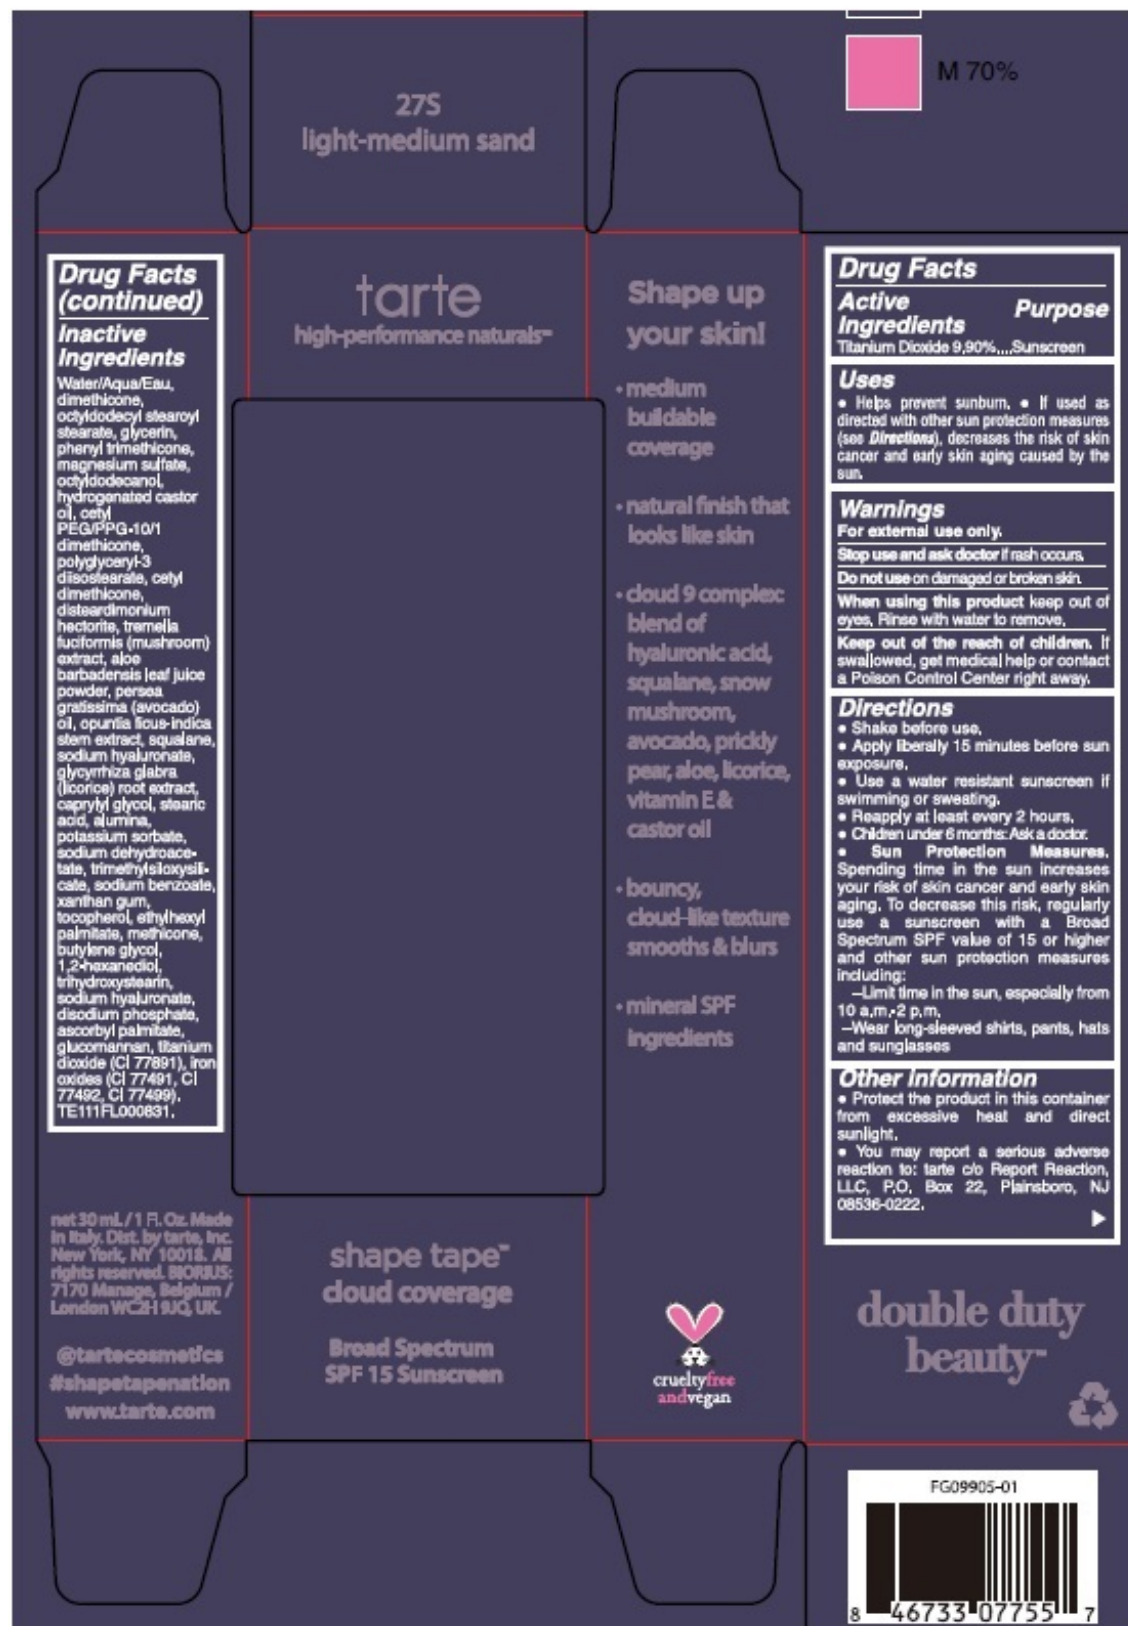 M 70%
27S
light-medium sand
Drug Facts
(continued)
Inactive
Ingredients
Water/Aqua/Eau,
dimethicone,
octyldodecyl stearoyl
stearate, glycerin,
phenyl trimethicone,
magnesium sulfate,
octyldodecanol,
hydrogenated castor
oil, cetyl
PEG/PPG-10/1
dimethicone,
polyglyceryl-3
diisostearate, cetyl
dimethicone,
disteardimonium
hectorite, tremella
fuciformis (mushroom)
extract, aloe
barbadensis leaf juice
powder, persea
gratissima (avocado)
oil, opuntia ficus-indica
stem extract, squalane,
sodium hyaluronate,
glycyrrhiza glabra
(licorice) root extract,
caprylyl glycol, stearic
acid, alumina,
potassium sorbate,
sodium dehydroace-
tate, trimethylsiloxysili-
cate, sodium benzoate,
xanthan gum,
tocopherol, ethylhexyl
palmitate, methicone,
butylene glycol,
1,2-hexanediol,
trihydroxystearin,
sodium hyaluronate,
disodium phosphate,
ascorbyl palmitate,
glucomannan, titanium
dioxide (CI 77891), iron
oxides (CI 77491, CI
77492, CI 77499).
TE111FL000831.
net 30 mL / 1 Fl. Oz. Made
in Italy. Dist. by tarte, inc.
New York, NY 10018. All
rights reserved. BIORIUS:
7170 Manage, Belgium /
London WC2H 9JQ, UK.
@tartecosmetics
#shapetapenation
www.tarte.com
tarte
high-performance naturals™
shape tape™
cloud coverage
Broad Spectrum
SPF 15 Sunscreen
Shape up
your skin!
• medium
buildable
coverage
• natural finish that
looks like skin
• cloud 9 complex:
blend of
hyaluronic acid,
squalane, snow
mushroom,
avocado, prickly
pear, aloe, licorice,
vitamin E &
castor oil
• bouncy,
cloud-like texture
smooths & blurs
• mineral SPF
ingredients
crueltyfree
andvegan
Drug Facts
Active
Ingredients Purpose
Titanium Dioxide 9.90%....Sunscreen
Uses
• Helps prevent sunburn. • If used as
directed with other sun protection measures
(see Directions), decreases the risk of skin
cancer and early skin aging caused by the
sun.
Warnings
For external use only.
Stop use and ask doctor if rash occurs.
Do not use on damaged or broken skin.
When using this product keep out of
eyes. Rinse with water to remove.
Keep out of the reach of children. If
swallowed, get medical help or contact
a Poison Control Center right away.
Directions
• Shake before use.
• Apply liberally 15 minutes before sun
exposure.
• Use a water resistant sunscreen if
swimming or sweating.
• Reapply at least every 2 hours.
• Children under 6 months: Ask a doctor.
• Sun Protection Measures.
Spending time in the sun increases
your risk of skin cancer and early skin
aging. To decrease this risk, regularly
use a sunscreen with a Broad
Spectrum SPF value of 15 or higher
and other sun protection measures
including:
–Limit time in the sun, especially from
10 a.m.-2 p.m.
–Wear long-sleeved shirts, pants, hats
and sunglasses
Other information
• Protect the product in this container
from excessive heat and direct
sunlight.
• You may report a serious adverse
reaction to: tarte c/o Report Reaction,
LLC, P.O. Box 22, Plainsboro, NJ
08536-0222.
double duty
beauty™
FG09905-01
8 46733 07755 7